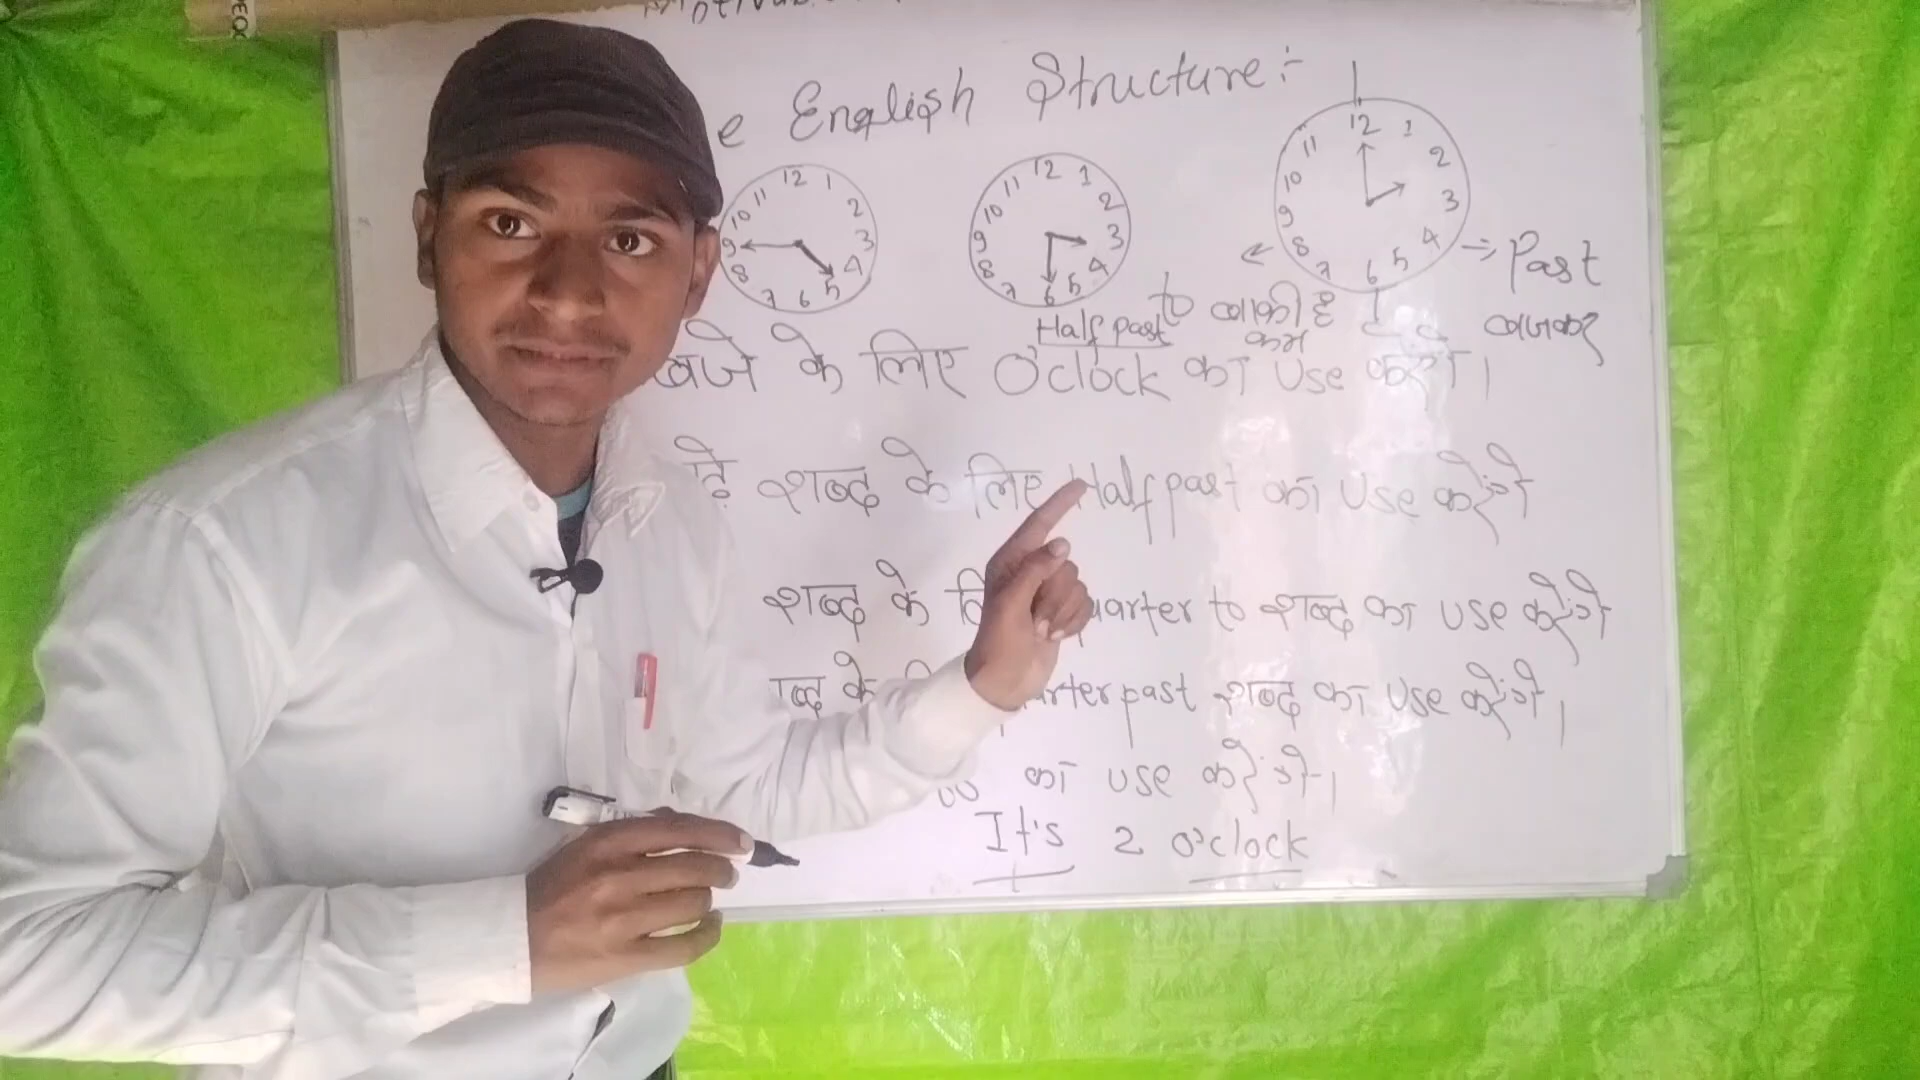 e English Structure :-
12 1 2 3 4 5 6 7 8 9 10 11
12 1 2 3 4 5 6 7 8 9 10 11
12 1 2 3 4 5 6 7 8 9 10 11
Half past
to बाकी है
कम
Past
बजकर
बजे के लिए O'clock का Use करेंगे।
ढ़े शब्द के लिए Half past का Use करेंगे
शब्द के uarter to शब्द का use करेंगे
ब्द के rter past शब्द का Use करेंगे।
का use करेंगे।
It's 2 O'clock